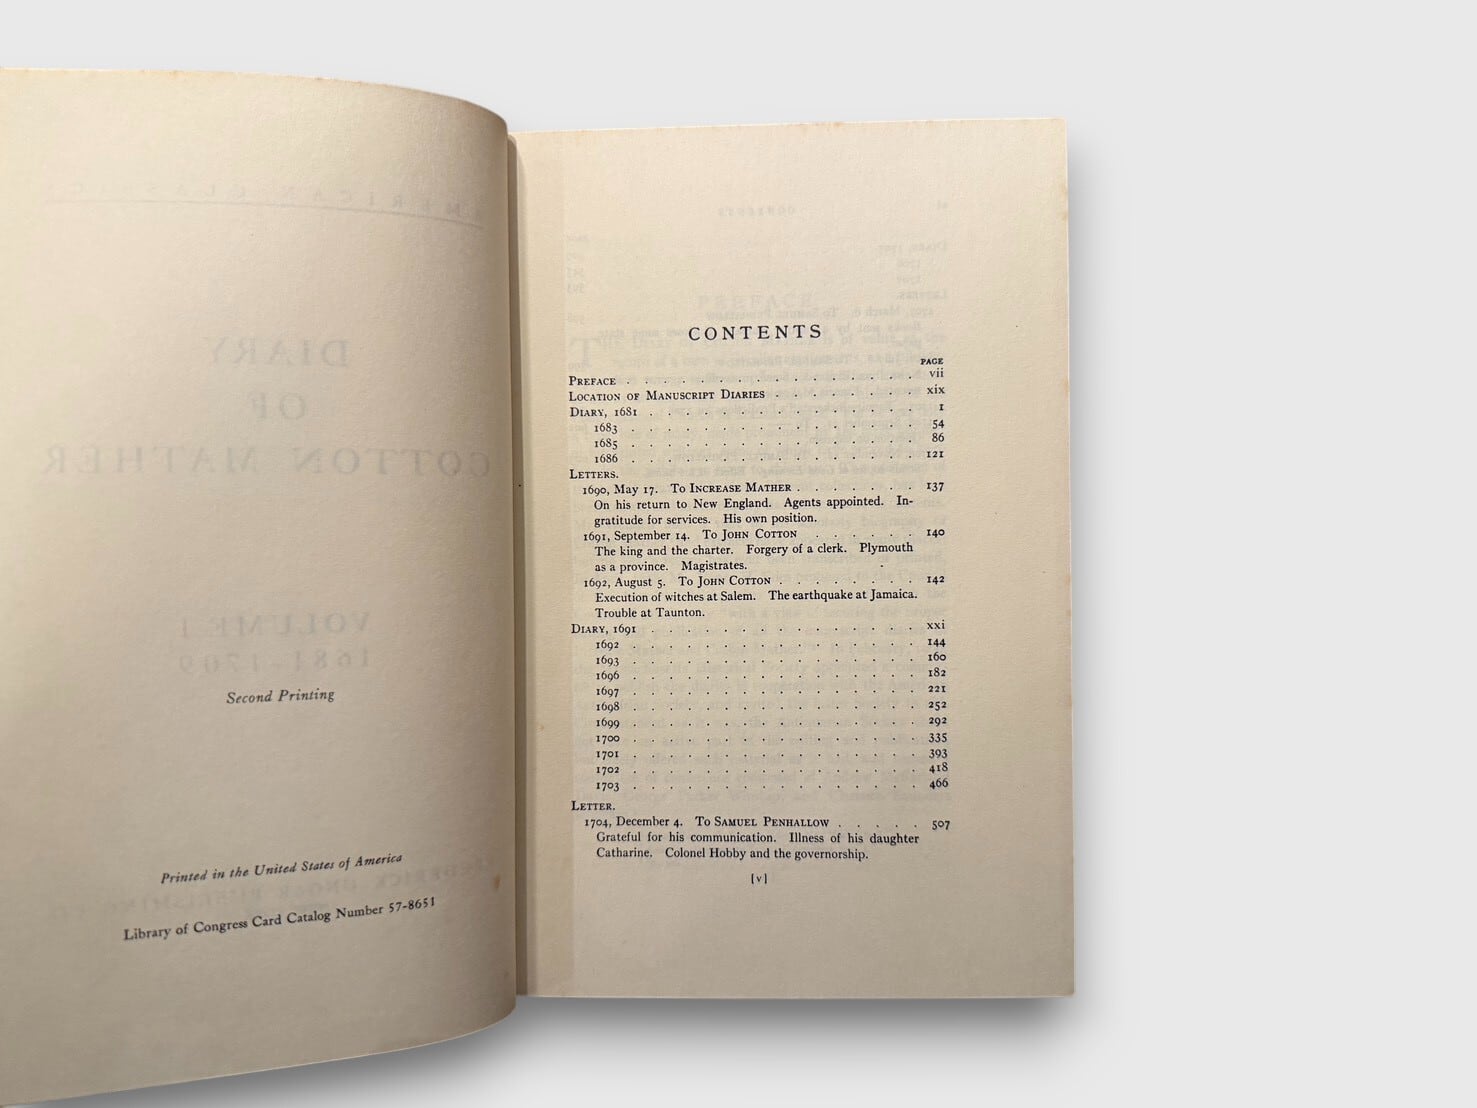 Second Printing
Printed in the United States of America
Library of Congress Card Catalog Number 57-8651
CONTENTS
PAGE
PREFACE . . . . . . . . . . . . . . . . vii
LOCATION OF MANUSCRIPT DIARIES . . . . . . . . xix
DIARY, 1681 . . . . . . . . . . . . . . . 1
1683 . . . . . . . . . . . . . . . . 54
1685 . . . . . . . . . . . . . . . . 86
1686 . . . . . . . . . . . . . . . . 121
LETTERS.
1690, May 17. To INCREASE MATHER . . . . . . . 137
On his return to New England. Agents appointed. In-
gratitude for services. His own position.
1691, September 14. To JOHN COTTON . . . . . . 140
The king and the charter. Forgery of a clerk. Plymouth
as a province. Magistrates.
1692, August 5. To JOHN COTTON . . . . . . . . 142
Execution of witches at Salem. The earthquake at Jamaica.
Trouble at Taunton.
DIARY, 1691 . . . . . . . . . . . . . . . xxi
1692 . . . . . . . . . . . . . . . . 144
1693 . . . . . . . . . . . . . . . . 160
1696 . . . . . . . . . . . . . . . . 182
1697 . . . . . . . . . . . . . . . . 221
1698 . . . . . . . . . . . . . . . . 252
1699 . . . . . . . . . . . . . . . . 292
1700 . . . . . . . . . . . . . . . . 335
1701 . . . . . . . . . . . . . . . . 393
1702 . . . . . . . . . . . . . . . . 418
1703 . . . . . . . . . . . . . . . . 466
LETTER.
1704, December 4. To SAMUEL PENHALLOW . . . . . 507
Grateful for his communication. Illness of his daughter
Catharine. Colonel Hobby and the governorship.
[v]